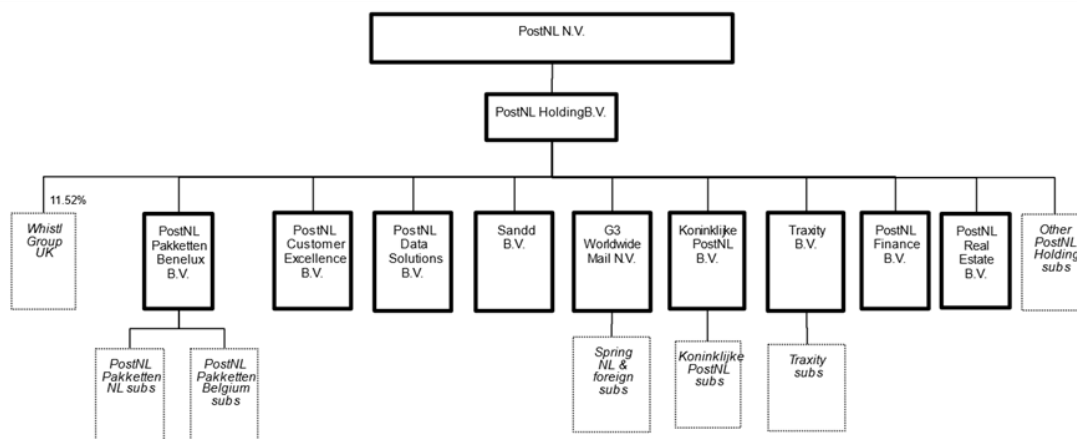 PostNL N.V.
PostNL HoldingB.V.
11.52%
Whistl
Group
UK
PostNL
Pakketten
Benelux
B.V.
PostNL
Customer
Excellence
B.V.
PostNL
Data
Solutions
B.V.
Sandd
B.V.
G3
Worldwide
Mail N.V.
Koninklijke
PostNL
B.V.
Traxity
B.V.
PostNL
Finance
B.V.
PostNL
Real
Estate
B.V.
Other
PostNL
Holding
subs
PostNL
Pakketten
NL subs
PostNL
Pakketten
Belgium
subs
Spring
NL &
foreign
subs
Koninklijke
PostNL
subs
Traxity
subs